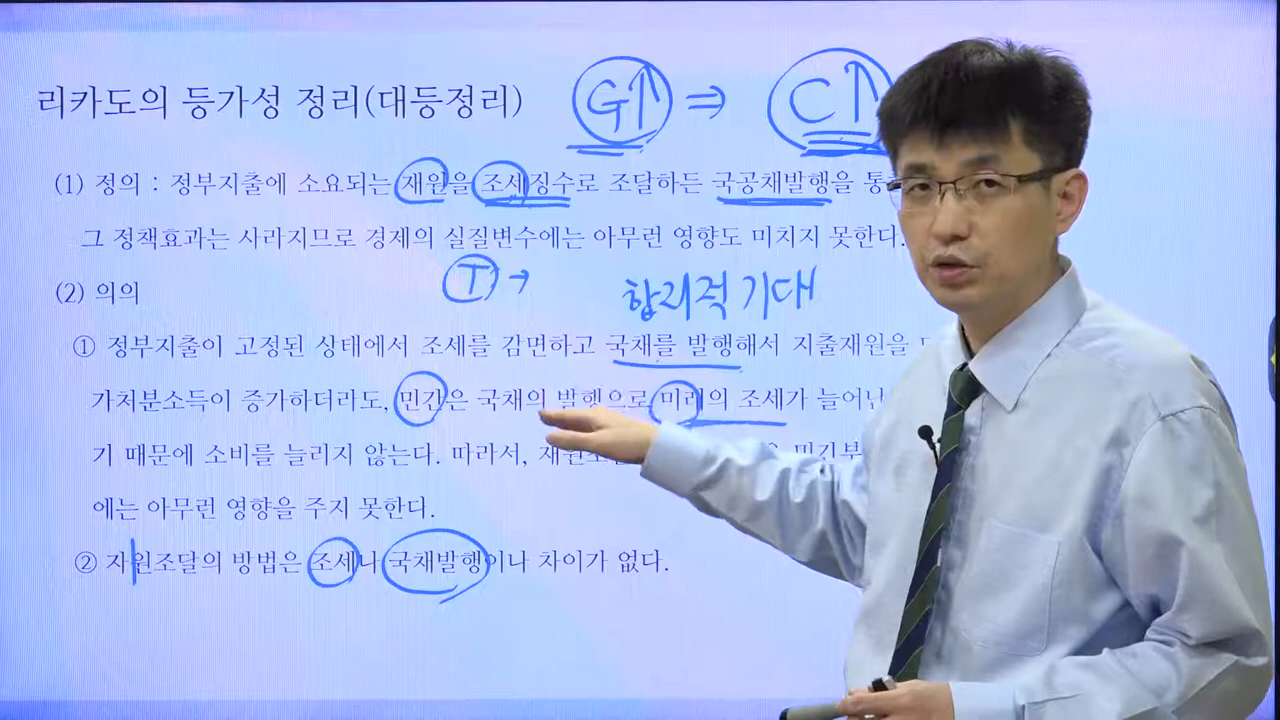 리카도의 등가성 정리(대등정리) G↑ ⇒ C↑
(1) 정의 : 정부지출에 소요되는 재원을 조세징수로 조달하든 국공채발행을
그 정책효과는 사라지므로 경제의 실질변수에는 아무런 영향도 미치지 못한다.
T →
합리적 기대
(2) 의의
① 정부지출이 고정된 상태에서 조세를 감면하고 국채를 발행해서 지출재원을
가처분소득이 증가하더라도, 민간은 국채의 발행으로 미래의 조세가
기 때문에 소비를 늘리지 않는다. 따라서,
에는 아무런 영향을 주지 못한다.
② 자원조달의 방법은 조세나 국채발행이나 차이가 없다.